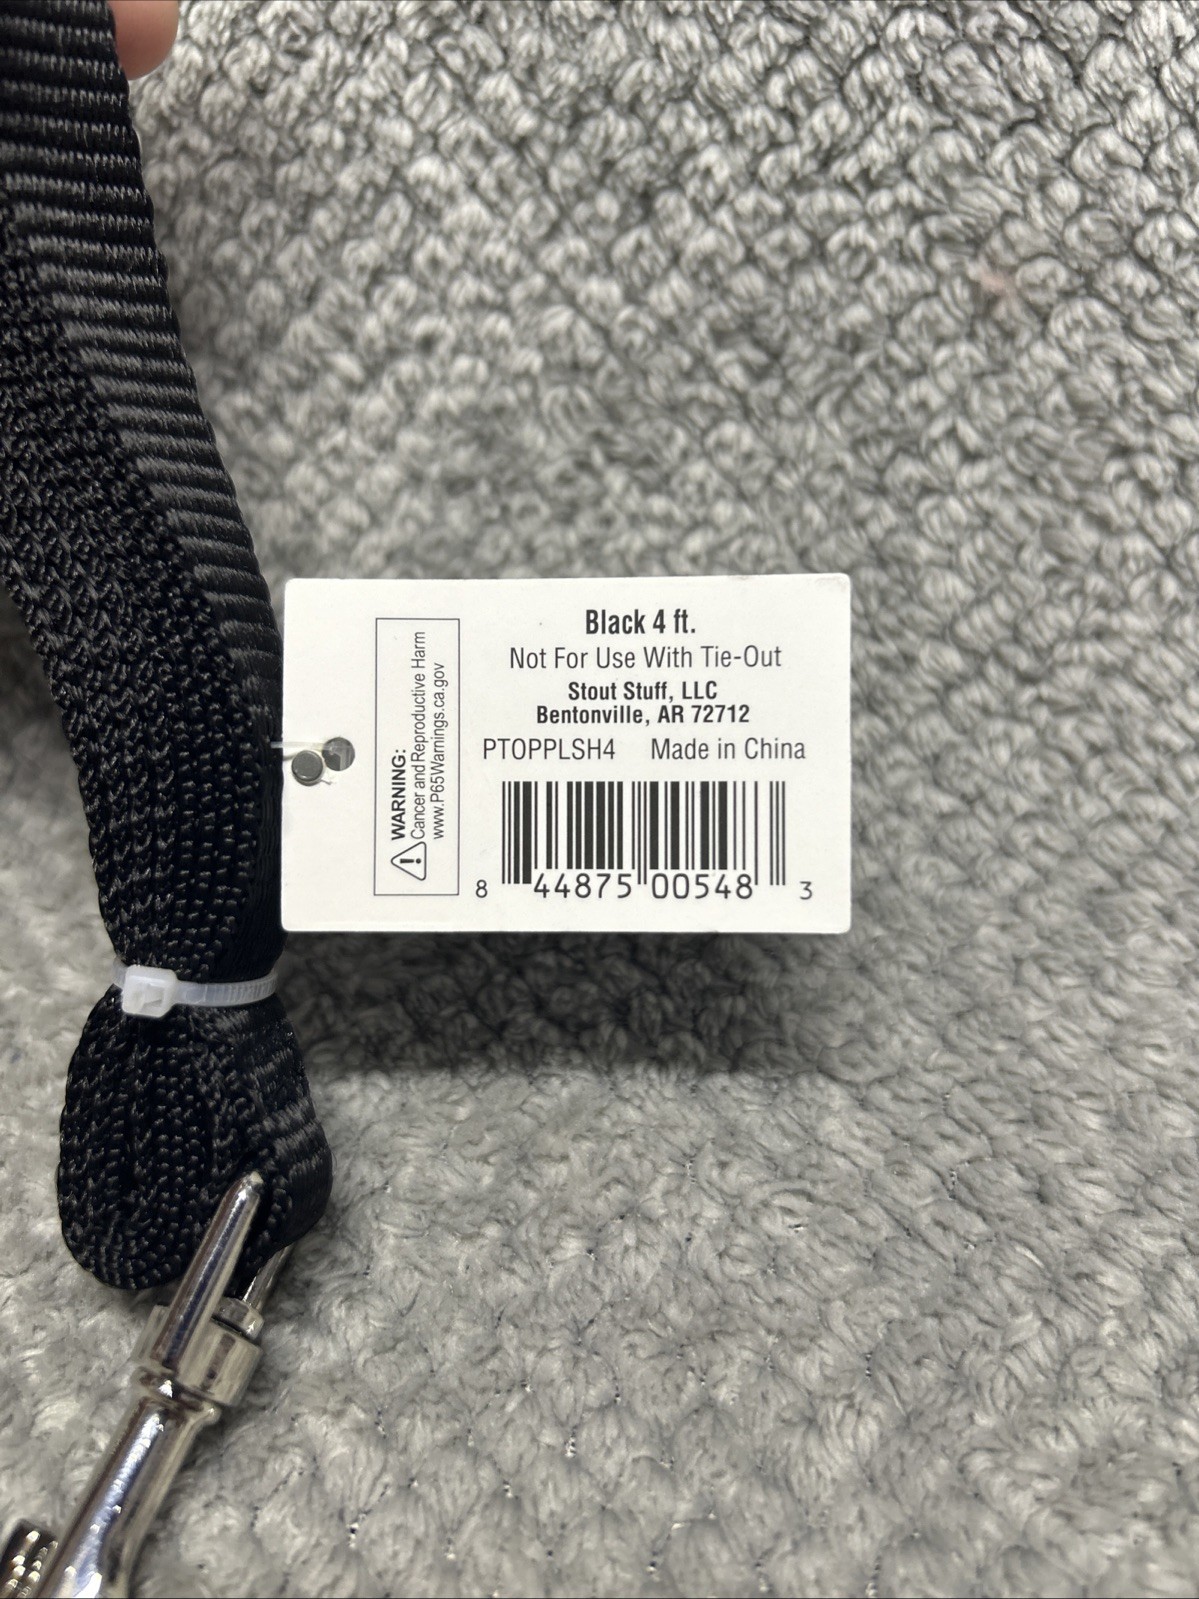 Black 4 ft.
Not For Use With Tie-Out
Stout Stuff, LLC
Bentonville, AR 72712
PTOPPLSH4 Made in China
8 44875 00548 3
WARNING:
Cancer and Reproductive Harm
www.P65Warnings.ca.gov